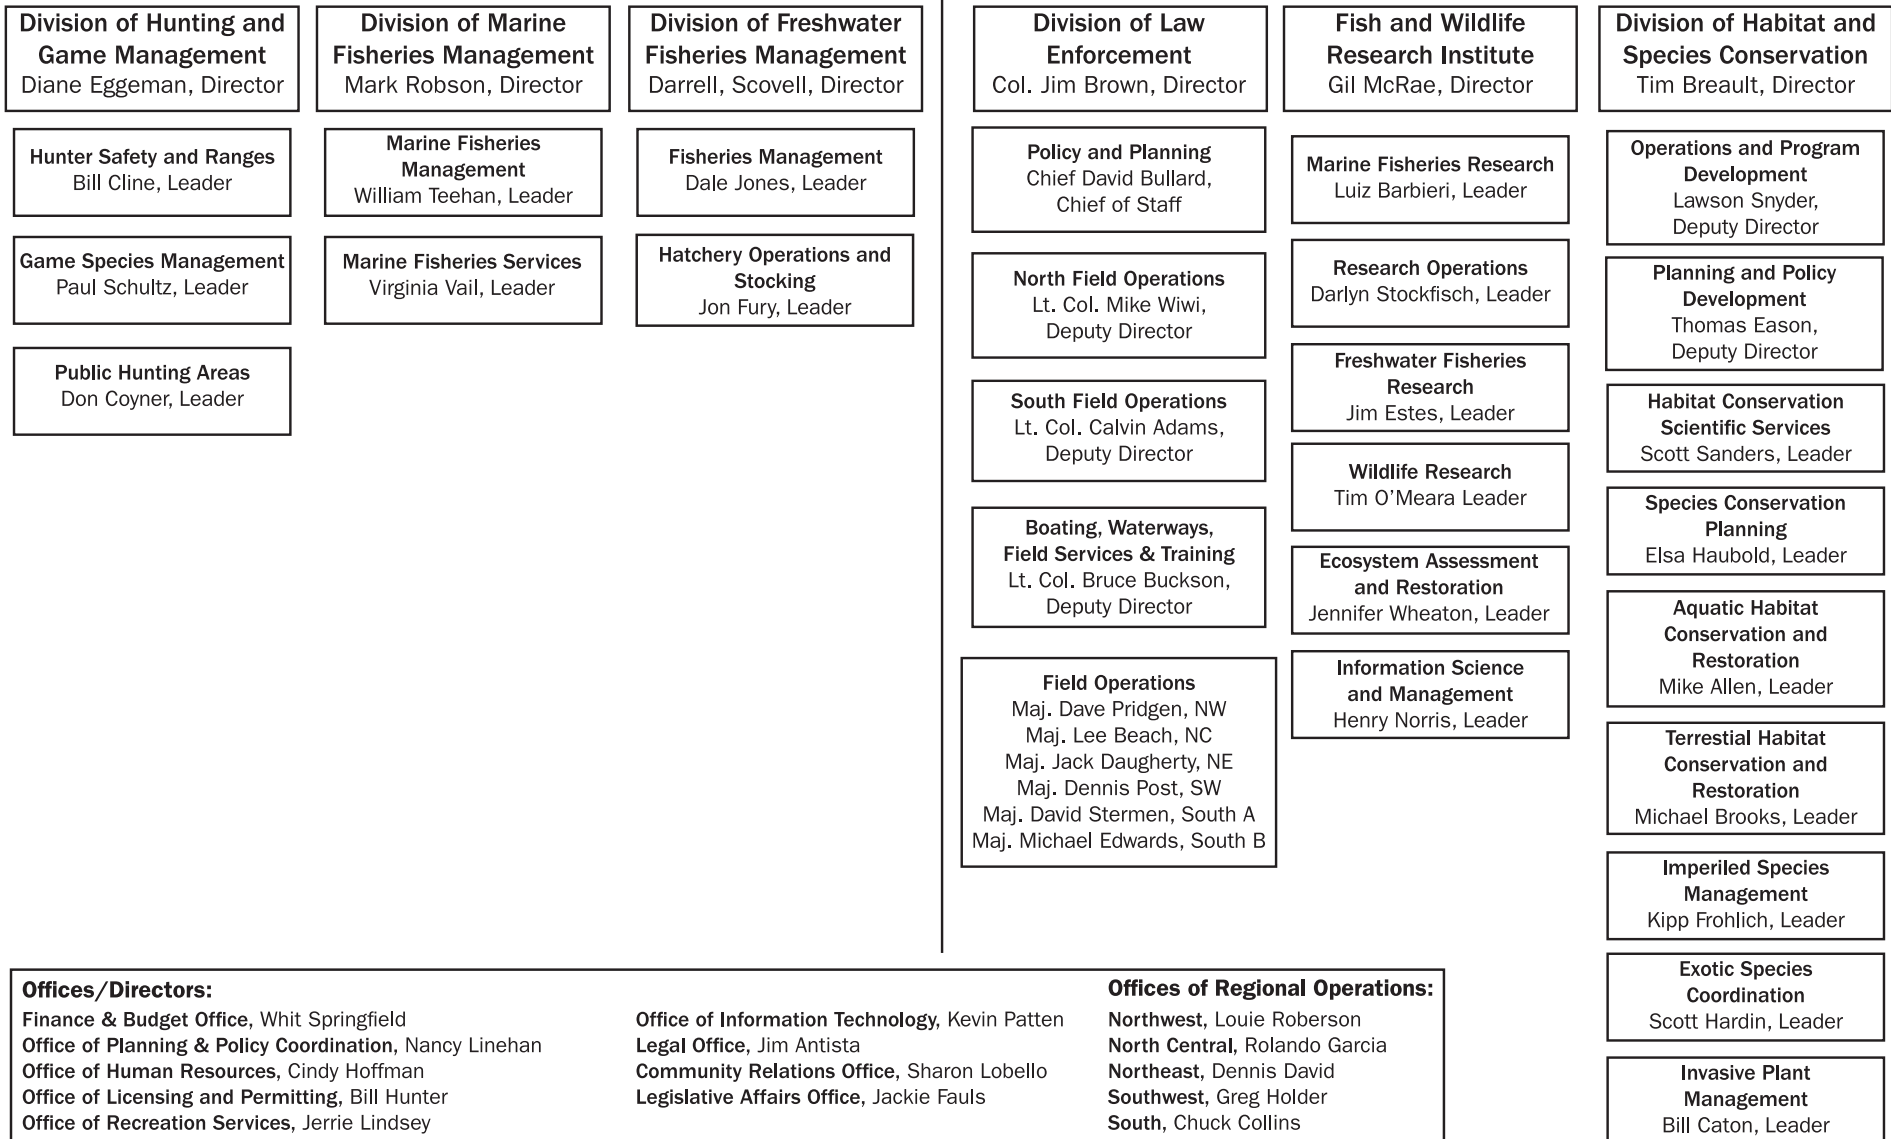 Division of Hunting and
Game Management
Diane Eggeman, Director
Hunter Safety and Ranges
Bill Cline, Leader
Game Species Management
Paul Schultz, Leader
Public Hunting Areas
Don Coyner, Leader
Division of Marine
Fisheries Management
Mark Robson, Director
Marine Fisheries
Management
William Teehan, Leader
Marine Fisheries Services
Virginia Vail, Leader
Division of Freshwater
Fisheries Management
Darrell, Scovell, Director
Fisheries Management
Dale Jones, Leader
Hatchery Operations and
Stocking
Jon Fury, Leader
Division of Law
Enforcement
Col. Jim Brown, Director
Policy and Planning
Chief David Bullard,
Chief of Staff
North Field Operations
Lt. Col. Mike Wiwi,
Deputy Director
South Field Operations
Lt. Col. Calvin Adams,
Deputy Director
Boating, Waterways,
Field Services & Training
Lt. Col. Bruce Buckson,
Deputy Director
Field Operations
Maj. Dave Pridgen, NW
Maj. Lee Beach, NC
Maj. Jack Daugherty, NE
Maj. Dennis Post, SW
Maj. David Stermen, South A
Maj. Michael Edwards, South B
Fish and Wildlife
Research Institute
Gil McRae, Director
Marine Fisheries Research
Luiz Barbieri, Leader
Research Operations
Darlyn Stockfisch, Leader
Freshwater Fisheries
Research
Jim Estes, Leader
Wildlife Research
Tim O'Meara Leader
Ecosystem Assessment
and Restoration
Jennifer Wheaton, Leader
Information Science
and Management
Henry Norris, Leader
Division of Habitat and
Species Conservation
Tim Breault, Director
Operations and Program
Development
Lawson Snyder,
Deputy Director
Planning and Policy
Development
Thomas Eason,
Deputy Director
Habitat Conservation
Scientific Services
Scott Sanders, Leader
Species Conservation
Planning
Elsa Haubold, Leader
Aquatic Habitat
Conservation and
Restoration
Mike Allen, Leader
Terrestial Habitat
Conservation and
Restoration
Michael Brooks, Leader
Imperiled Species
Management
Kipp Frohlich, Leader
Exotic Species
Coordination
Scott Hardin, Leader
Invasive Plant
Management
Bill Caton, Leader
Offices/Directors:
Finance & Budget Office, Whit Springfield
Office of Planning & Policy Coordination, Nancy Linehan
Office of Human Resources, Cindy Hoffman
Office of Licensing and Permitting, Bill Hunter
Office of Recreation Services, Jerrie Lindsey
Office of Information Technology, Kevin Patten
Legal Office, Jim Antista
Community Relations Office, Sharon Lobello
Legislative Affairs Office, Jackie Fauls
Offices of Regional Operations:
Northwest, Louie Roberson
North Central, Rolando Garcia
Northeast, Dennis David
Southwest, Greg Holder
South, Chuck Collins